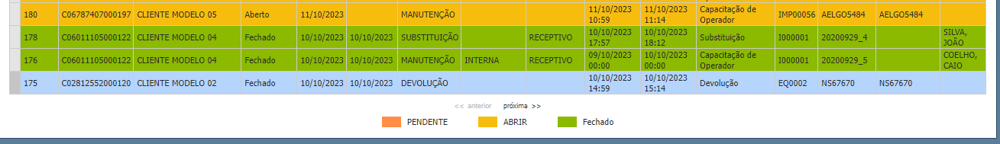 180 C06787407000197 CLIENTE MODELO 05 Aberto 11/10/2023 MANUTENÇÃO 11/10/2023 10:59 11/10/2023 11:14 Capacitação de Operador IMP00056 AELGO5484 AELGO5484
178 C06011105000122 CLIENTE MODELO 04 Fechado 10/10/2023 10/10/2023 SUBSTITUIÇÃO RECEPTIVO 10/10/2023 17:57 10/10/2023 18:12 Substituição I000001 20200929_4 SILVA, JOÃO
176 C06011105000122 CLIENTE MODELO 04 Fechado 10/10/2023 10/10/2023 MANUTENÇÃO INTERNA RECEPTIVO 09/10/2023 00:00 10/10/2023 00:00 Capacitação de Operador I000001 20200929_5 COELHO, CAIO
175 C02812552000120 CLIENTE MODELO 02 Fechado 10/10/2023 10/10/2023 DEVOLUÇÃO 10/10/2023 14:59 10/10/2023 15:14 Devolução EQ0002 NS67670 NS67670
<< anterior próxima >>
PENDENTE ABRIR Fechado